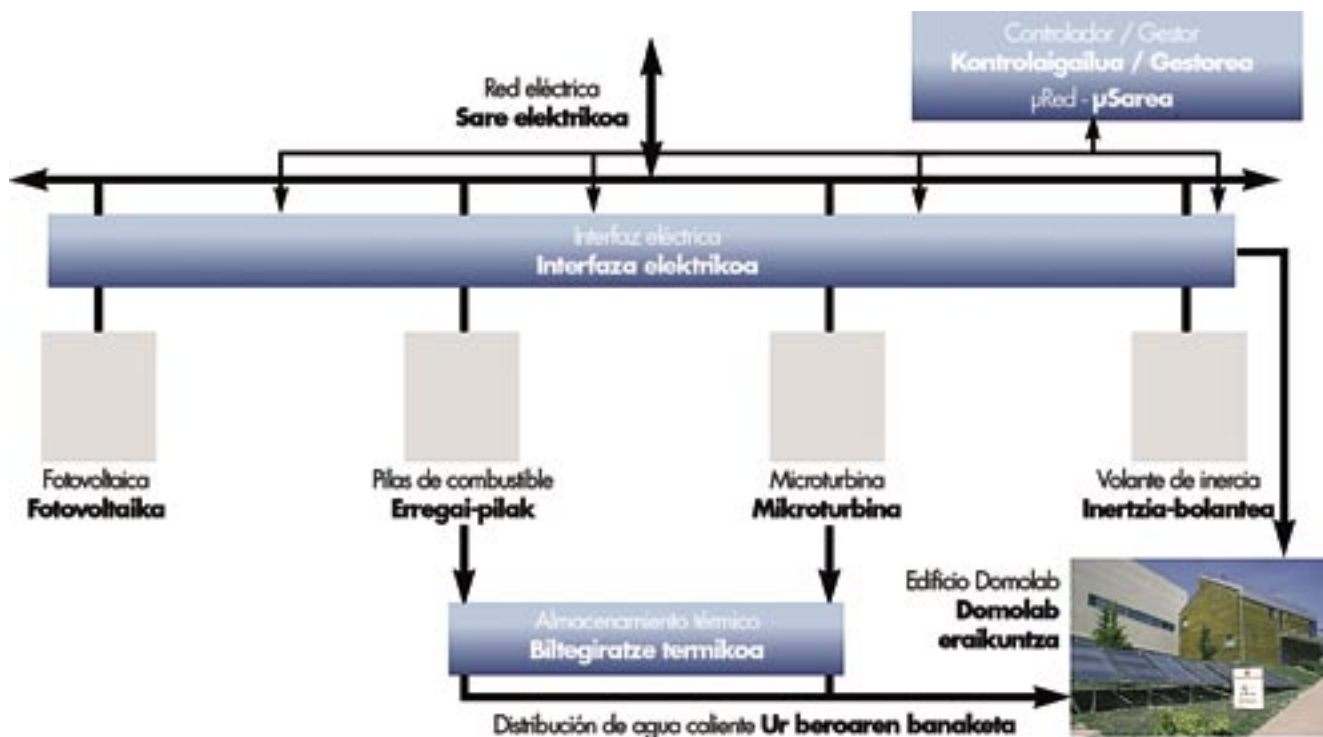 Controlador / Gestor
Kontrolaigailua / Gestorea
µRed - µSarea
Red eléctrica
Sare elektrikoa
Interfaz eléctrica
Interfaza elektrikoa
Fotovoltaica
Fotovoltaika
Pilas de combustible
Erregai-pilak
Microturbina
Mikroturbina
Volante de inercia
Inertzia-bolantea
Edificio Domolab
Domolab
eraikuntza
Almacenamiento térmico
Biltegiratze termikoa
Distribución de agua caliente Ur beroaren banaketa